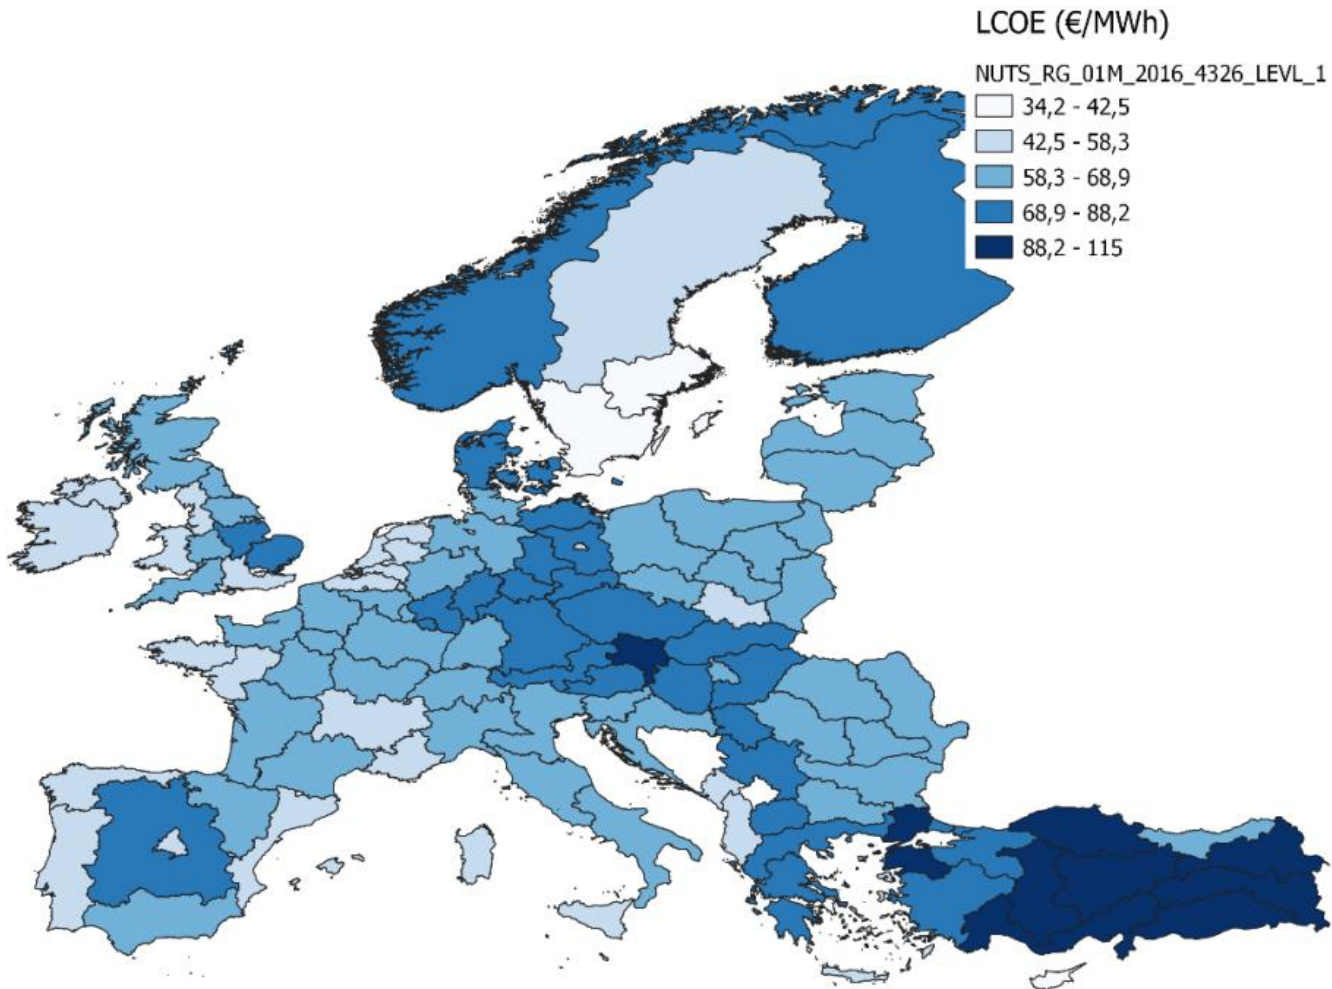 LCOE (€/MWh)
NUTS_RG_01M_2016_4326_LEVL_1
34,2 - 42,5
42,5 - 58,3
58,3 - 68,9
68,9 - 88,2
88,2 - 115